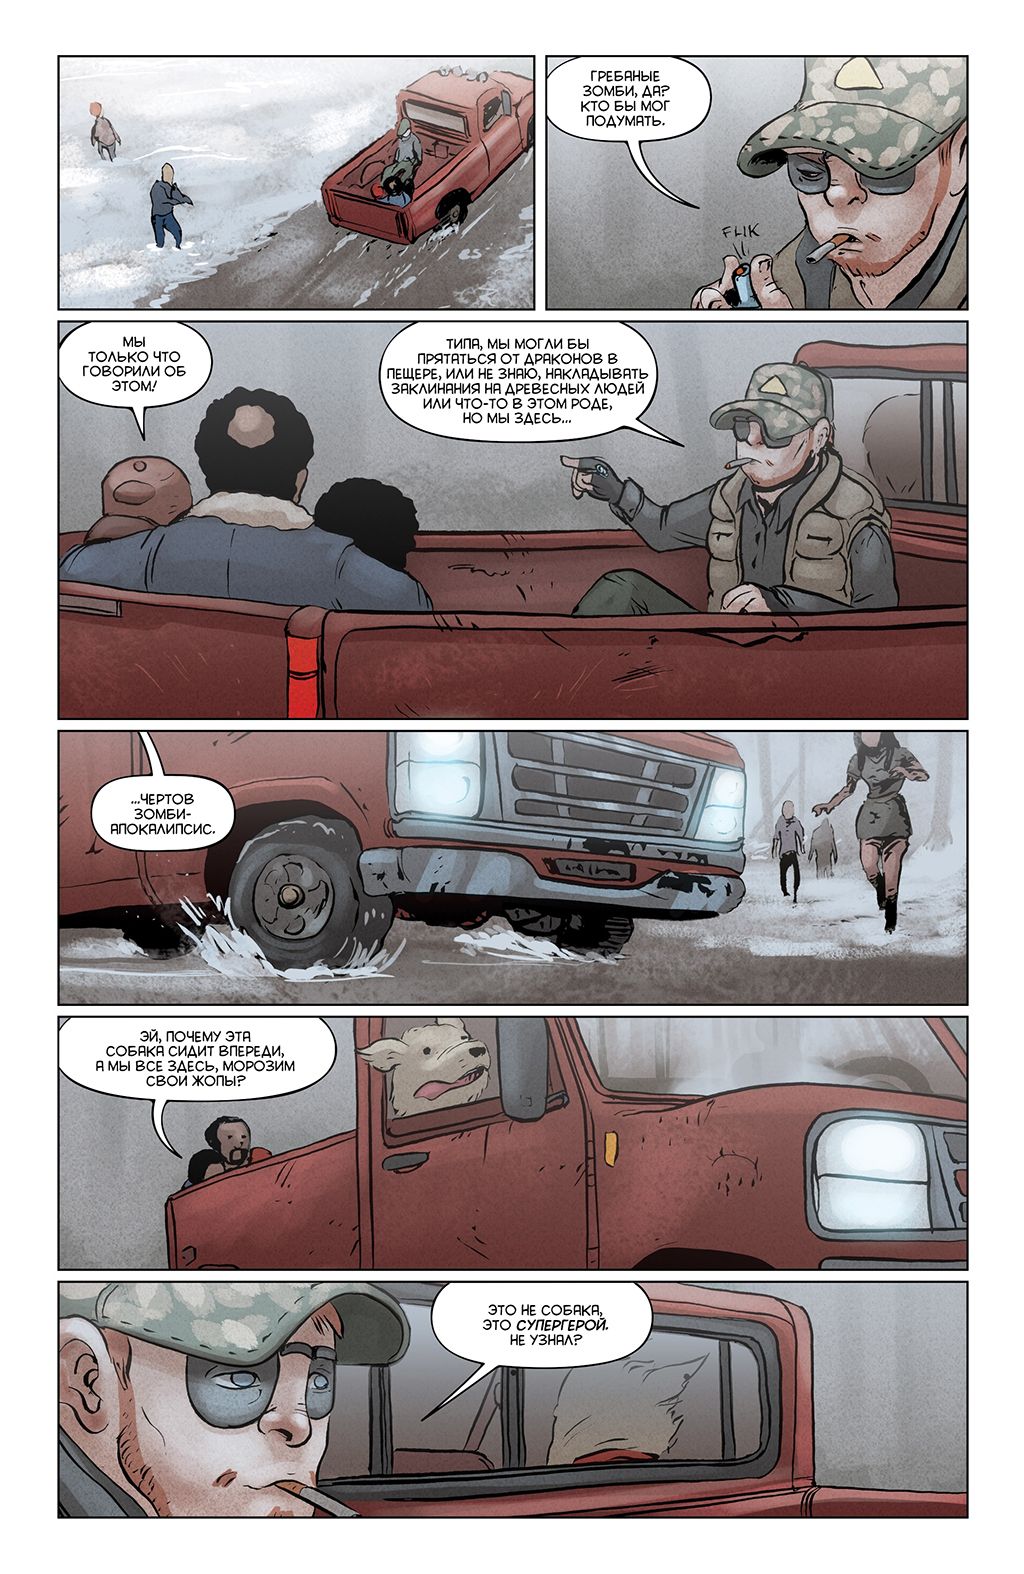 ГРЕБАНЫЕ
ЗОМБИ, ДА?
КТО БЫ МОГ
ПОДУМАТЬ.
FLIK
МЫ
ТОЛЬКО ЧТО
ГОВОРИЛИ ОБ
ЭТОМ!
ТИПА, МЫ МОГЛИ БЫ
ПРЯТАТЬСЯ ОТ ДРАКОНОВ В
ПЕЩЕРЕ, ИЛИ НЕ ЗНАЮ, НАКЛАДЫВАТЬ
ЗАКЛИНАНИЯ НА ДРЕВЕСНЫХ ЛЮДЕЙ
ИЛИ ЧТО-ТО В ЭТОМ РОДЕ,
НО МЫ ЗДЕСЬ...
...ЧЕРТОВ
ЗОМБИ-
АПОКАЛИПСИС.
ЭЙ, ПОЧЕМУ ЭТА
СОБАКА СИДИТ ВПЕРЕДИ,
А МЫ ВСЕ ЗДЕСЬ, МОРОЗИМ
СВОИ ЖОПЫ?
ЭТО НЕ СОБАКА,
ЭТО СУПЕРГЕРОЙ.
НЕ УЗНАЛ?